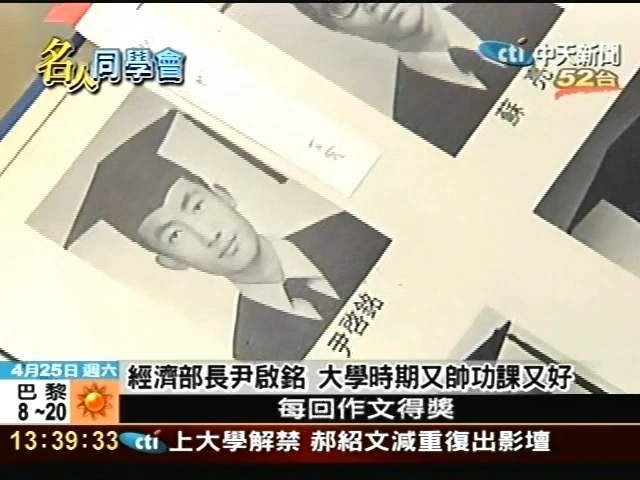 名人同學會
cti 中天新聞
52台
蘇亮
尹啓銘
4月25日 週六
經濟部長尹啟銘 大學時期又帥功課又好
巴黎
8~20
每回作文得獎
13:39:33
cti 上大學解禁 郝紹文減重復出影壇